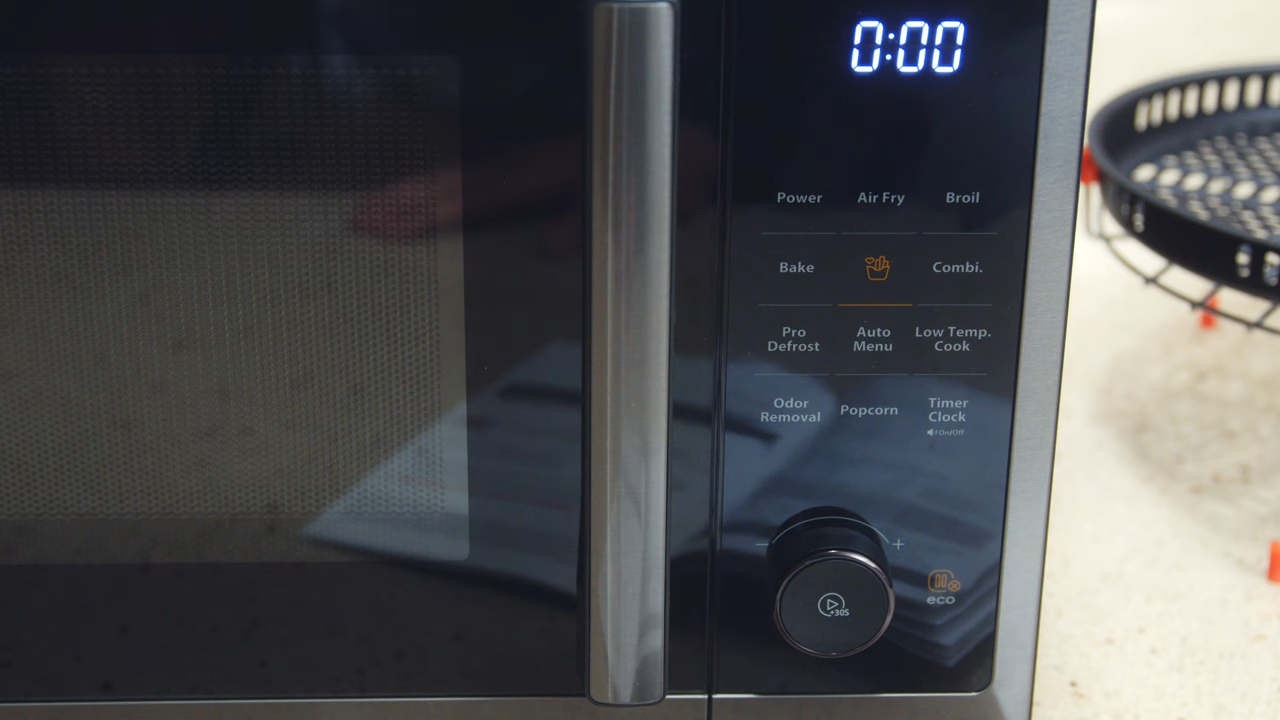 0:00
Power Air Fry Broil
Bake Combi.
Pro Defrost
Auto Menu
Low Temp. Cook
Odor Removal
Popcorn
Timer Clock
On/Off
- +
+30S
eco